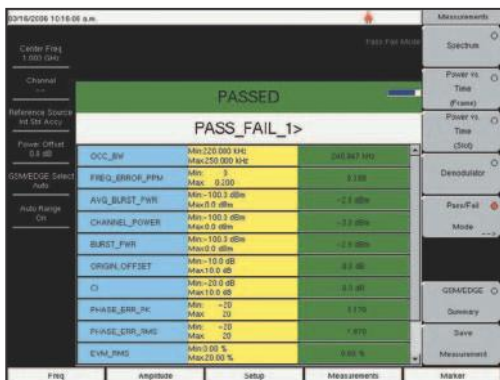 03/16/2006 10:16:06 a.m.
Measurements
Center Freq
1.000 GHz
Channel
--
Reference Source
Int Std Accy
Power Offset
0.0 dB
GSM/EDGE Select
Auto
Auto Range
On
Pass Fail Mode
PASSED
PASS_FAIL_1>
OCC_BW
Min:220.000 kHz
Max:250.000 kHz
FREQ_ERROR_PPM
Min: 0
Max: 0.200
AVG_BURST_PWR
Min:-100.0 dBm
Max:0.0 dBm
CHANNEL_POWER
Min:-100.0 dBm
Max:0.0 dBm
BURST_PWR
Min:-100.0 dBm
Max:0.0 dBm
ORIGIN_OFFSET
Min:-10.0 dB
Max:10.0 dB
CI
Min:-20.0 dB
Max:10.0 dB
PHASE_ERR_PK
Min: -20
Max: 20
PHASE_ERR_RMS
Min: -20
Max: 20
EVM_RMS
Min:0.00 %
Max:20.00 %
Spectrum
Power vs.
Time
(Frame)
Power vs.
Time
(Slot)
Demodulator
Pass/Fail
Mode
-->
GSM/EDGE
Summary
Save
Measurement
Freq
Amplitude
Setup
Measurements
Marker